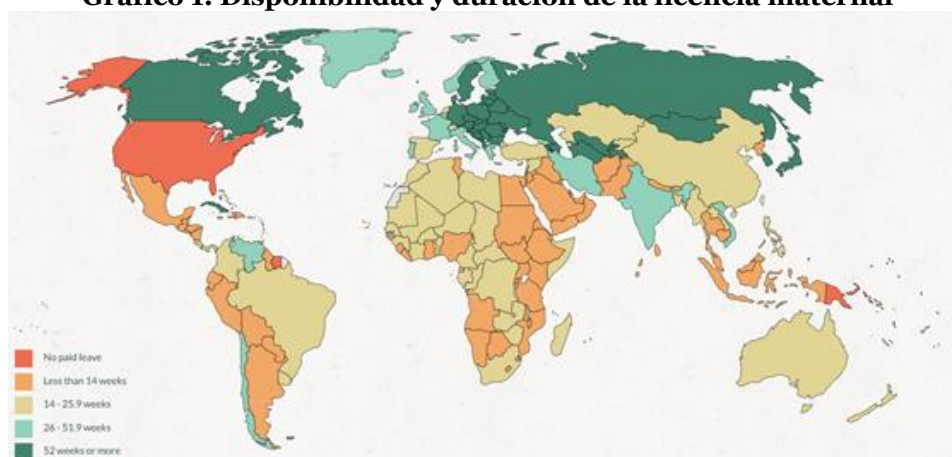 Gráfico 1. Disponibilidad y duración de la licencia maternal
No paid leave
Less than 14 weeks
14 - 25.9 weeks
26 - 51.9 weeks
52 weeks or more